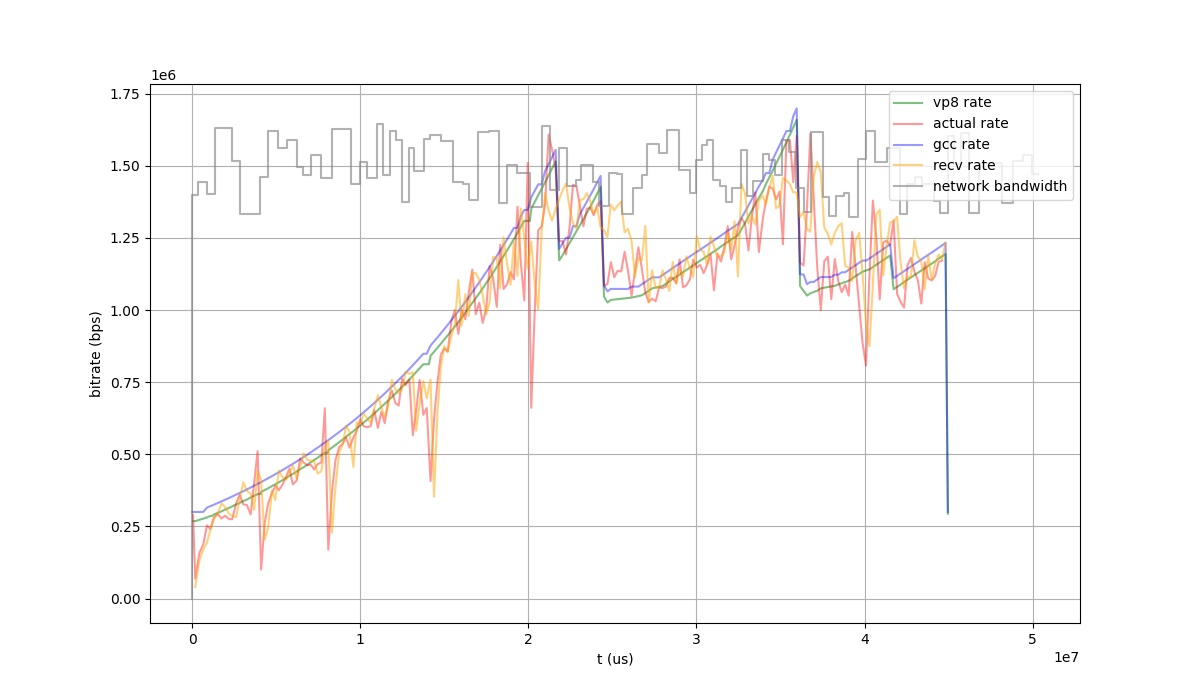 1e6
1.75
1.50
1.25
1.00
0.75
0.50
0.25
0.00
bitrate (bps)
vp8 rate
actual rate
gcc rate
recv rate
network bandwidth
0 1 2 3 4 5
1e7
t (us)